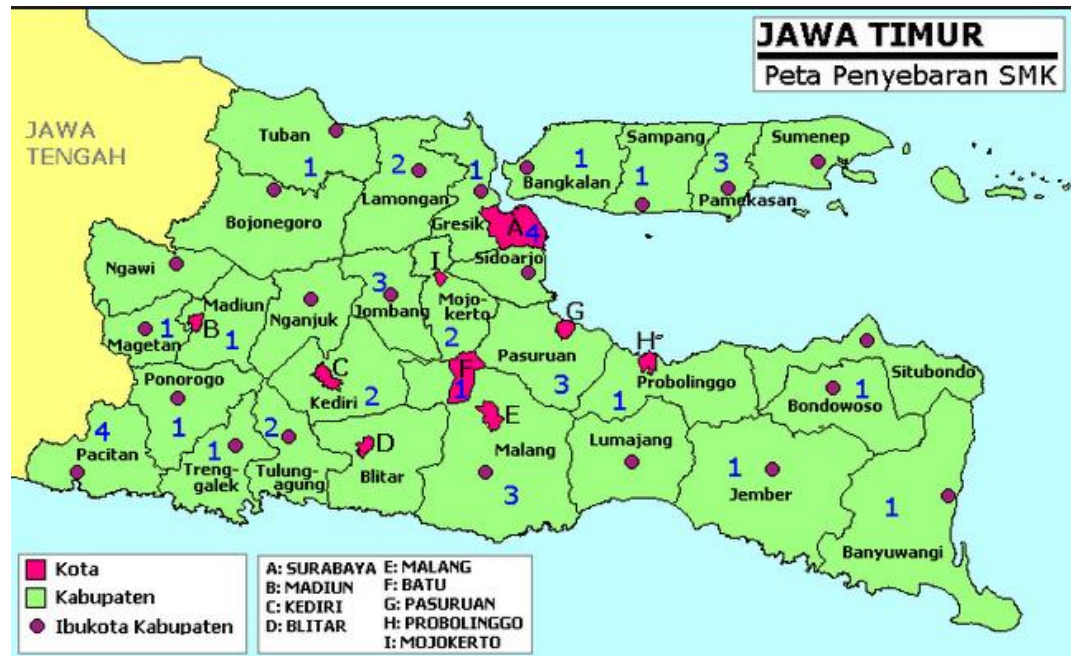 JAWA TIMUR
Peta Penyebaran SMK
JAWA
TENGAH
Tuban
1
2
Lamongan
1
Gresik
Bojonegoro
1
Bangkalan
Sampang
1
3
Pamekasan
Sumenep
A
4
Sidoarjo
I
Ngawi
Madiun
B
1
1
Magetan
Nganjuk
3
Jombang
Mojo-
kerto
2
G
Pasuruan
3
H
Probolinggo
1
Situbondo
1
Bondowoso
Ponorogo
1
C
Kediri
2
F
1
E
Malang
3
Lumajang
4
Pacitan
1
Treng-
galek
2
Tulung-
agung
D
Blitar
1
Jember
1
Banyuwangi
Kota
Kabupaten
Ibukota Kabupaten
A: SURABAYA E: MALANG
B: MADIUN F: BATU
C: KEDIRI G: PASURUAN
D: BLITAR H: PROBOLINGGO
I: MOJOKERTO